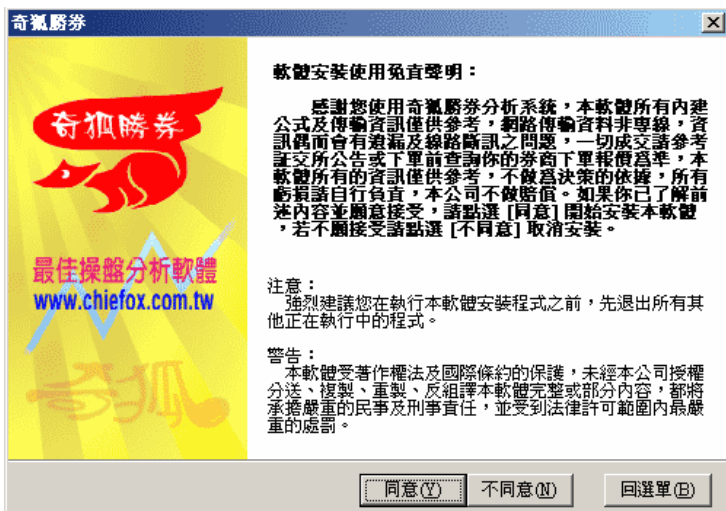 奇狐勝券
奇狐勝券
最佳操盤分析軟體
www.chiefox.com.tw
奇狐
軟體安裝使用免責聲明：
感謝您使用奇狐勝券分析系統，本軟體所有內建
公式及傳輸資訊僅供參考，網路傳輸資料非專線，資
訊偶而會有遺漏及線路斷訊之問題，一切成交請參考
証交所公告或下單前查詢你的券商下單報價為準，本
軟體所有的資訊僅供參考，不做為決策的依據，所有
虧損請自行負責，本公司不做賠償。如果你已了解前
述內容並願意接受，請點選 [同意] 開始安裝本軟體
，若不願接受請點選 [不同意] 取消安裝。
注意：
強烈建議您在執行本軟體安裝程式之前，先退出所有其
他正在執行中的程式。
警告：
本軟體受著作權法及國際條約的保護，未經本公司授權
分送、複製、重製、反組譯本軟體完整或部分內容，都將
承擔嚴重的民事及刑事責任，並受到法律許可範圍內最嚴
重的處罰。
同意(Y)
不同意(N)
回選單(B)